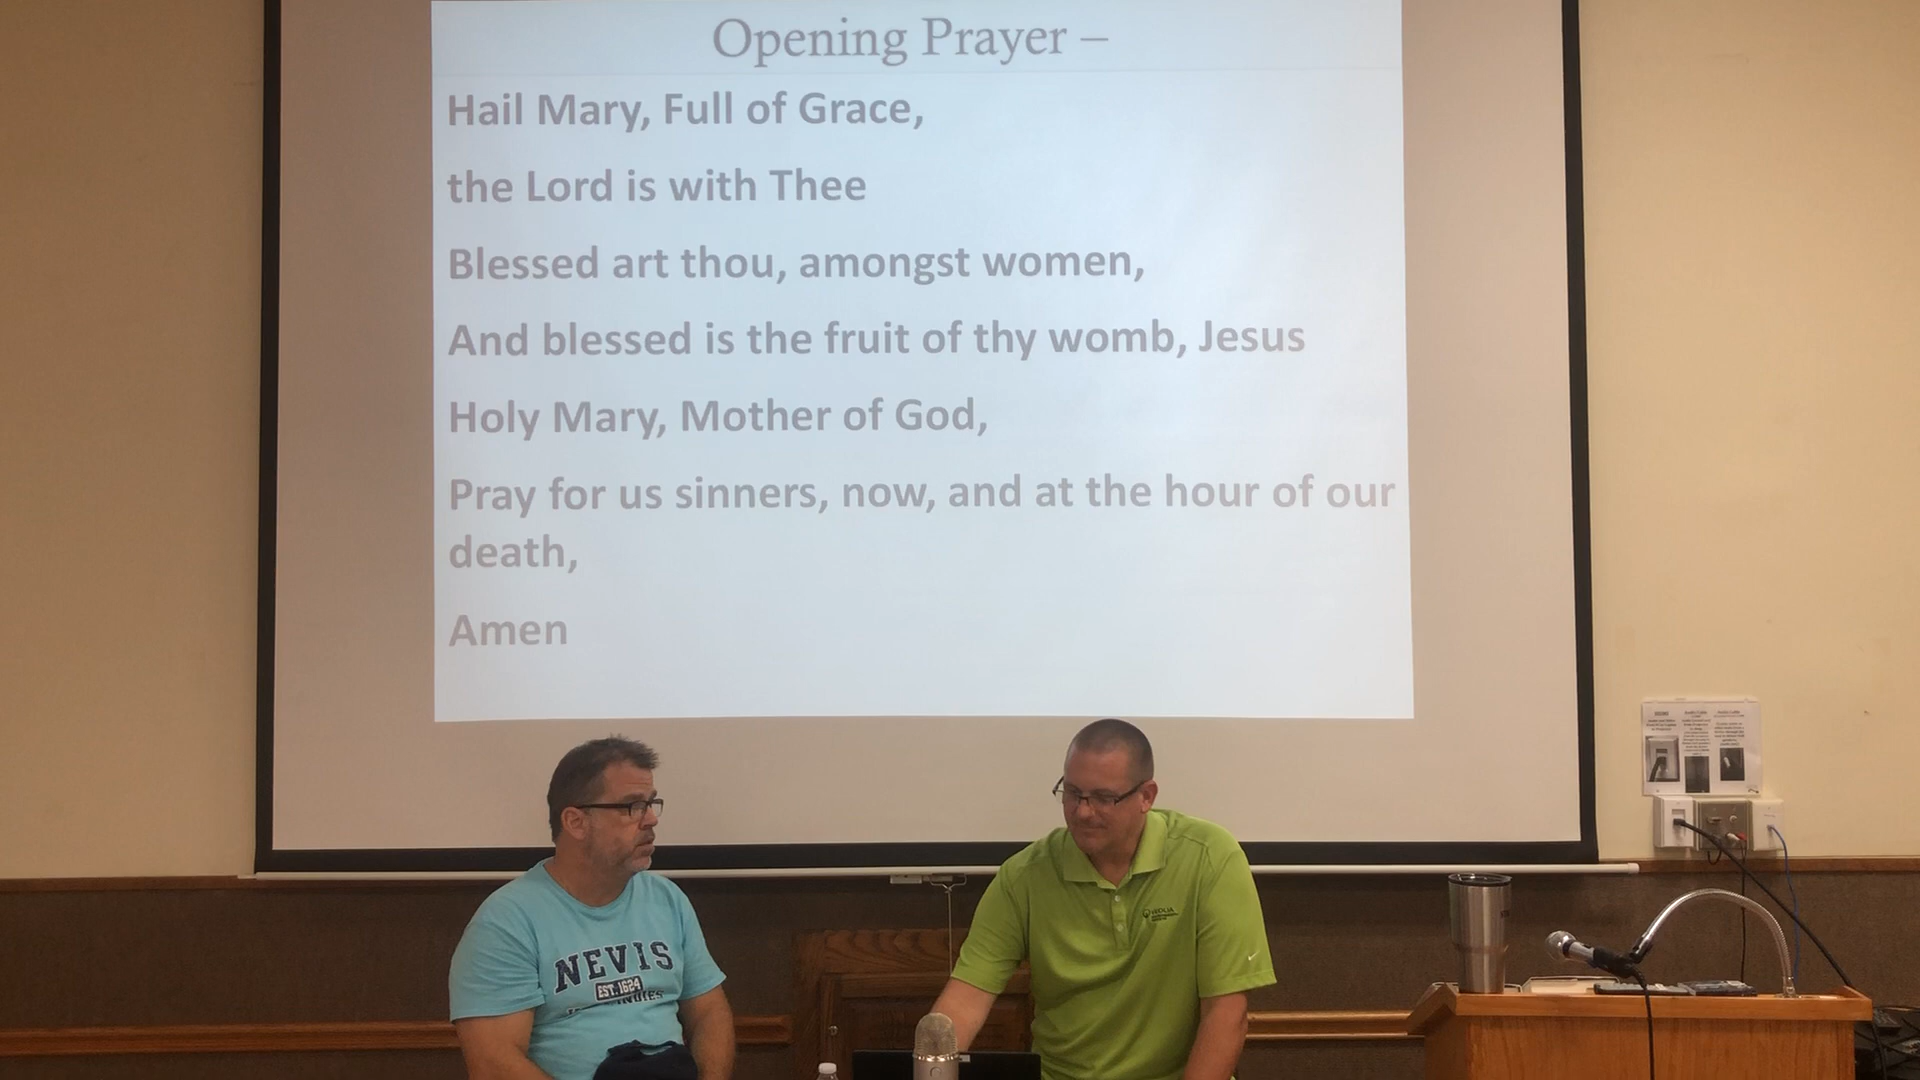 Opening Prayer –
Hail Mary, Full of Grace,
the Lord is with Thee
Blessed art thou, amongst women,
And blessed is the fruit of thy womb, Jesus
Holy Mary, Mother of God,
Pray for us sinners, now, and at the hour of our
death,
Amen
NEVIS
EST. 1624